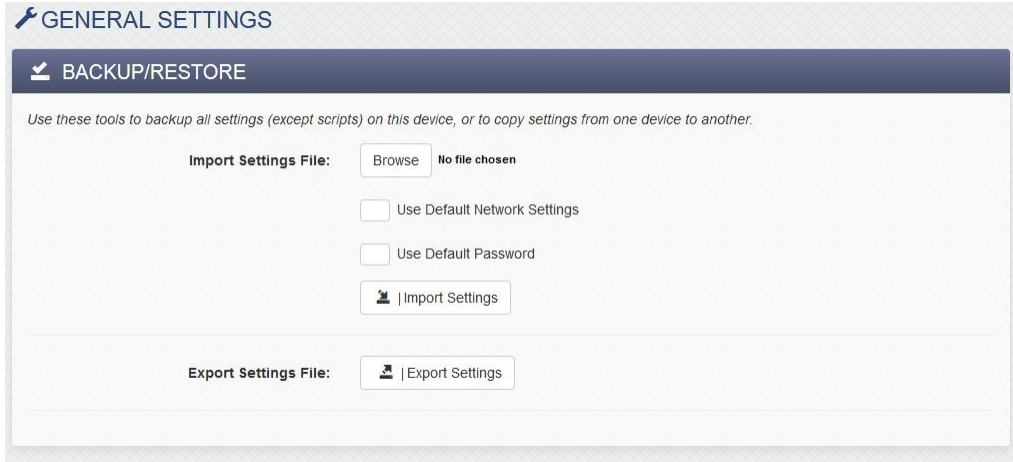 GENERAL SETTINGS
BACKUP/RESTORE
Use these tools to backup all settings (except scripts) on this device, or to copy settings from one device to another.
Import Settings File: Browse No file chosen
Use Default Network Settings
Use Default Password
| Import Settings
Export Settings File: | Export Settings